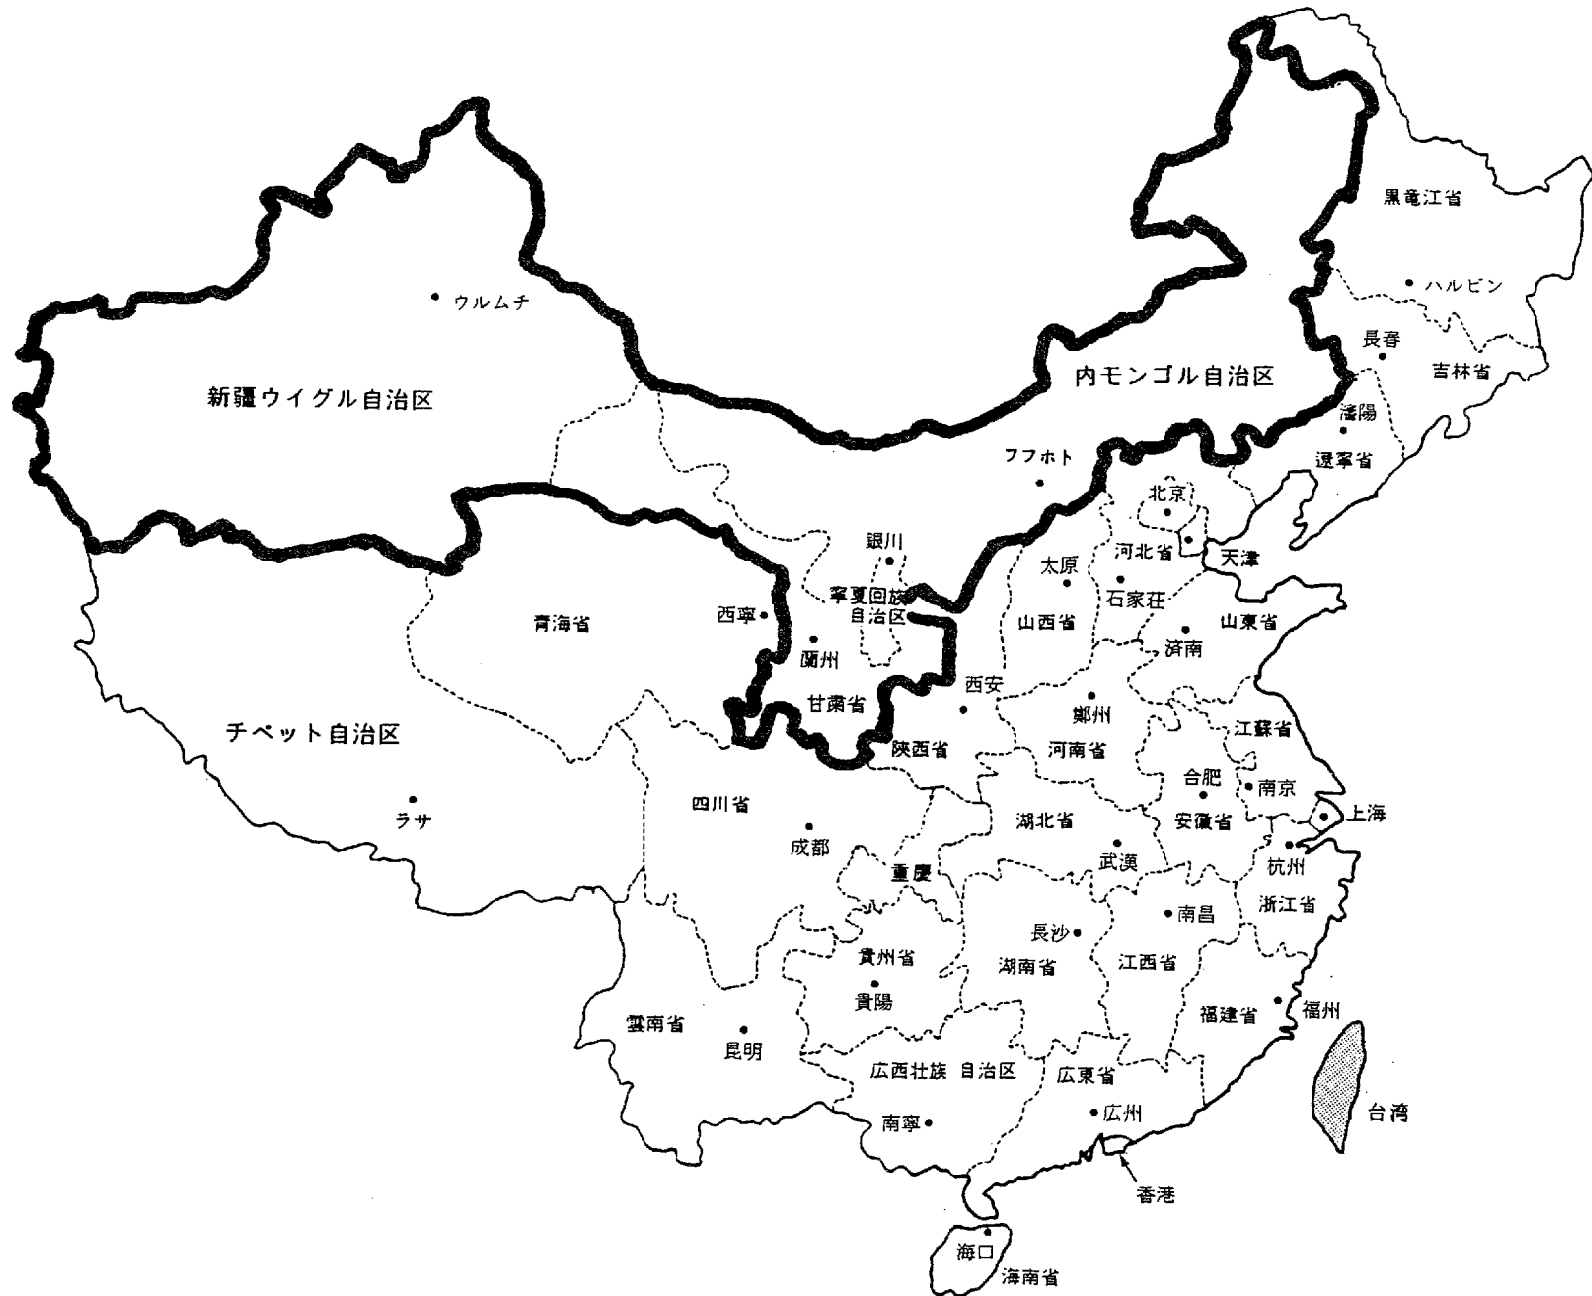 黒竜江省
ハルビン
ウルムチ
長春
吉林省
内モンゴル自治区
新疆ウイグル自治区
瀋陽
遼寧省
フフホト
北京
銀川
河北省
天津
太原
石家荘
寧夏回族
自治区
西寧
青海省
山西省
山東省
済南
蘭州
西安
甘粛省
鄭州
江蘇省
チベット自治区
陝西省
河南省
合肥
南京
四川省
ラサ
湖北省
安徽省
上海
成都
武漢
杭州
重慶
浙江省
南昌
長沙
貴州省
湖南省
江西省
貴陽
福建省
福州
雲南省
昆明
広西壮族 自治区
広東省
広州
台湾
南寧
香港
海口
海南省